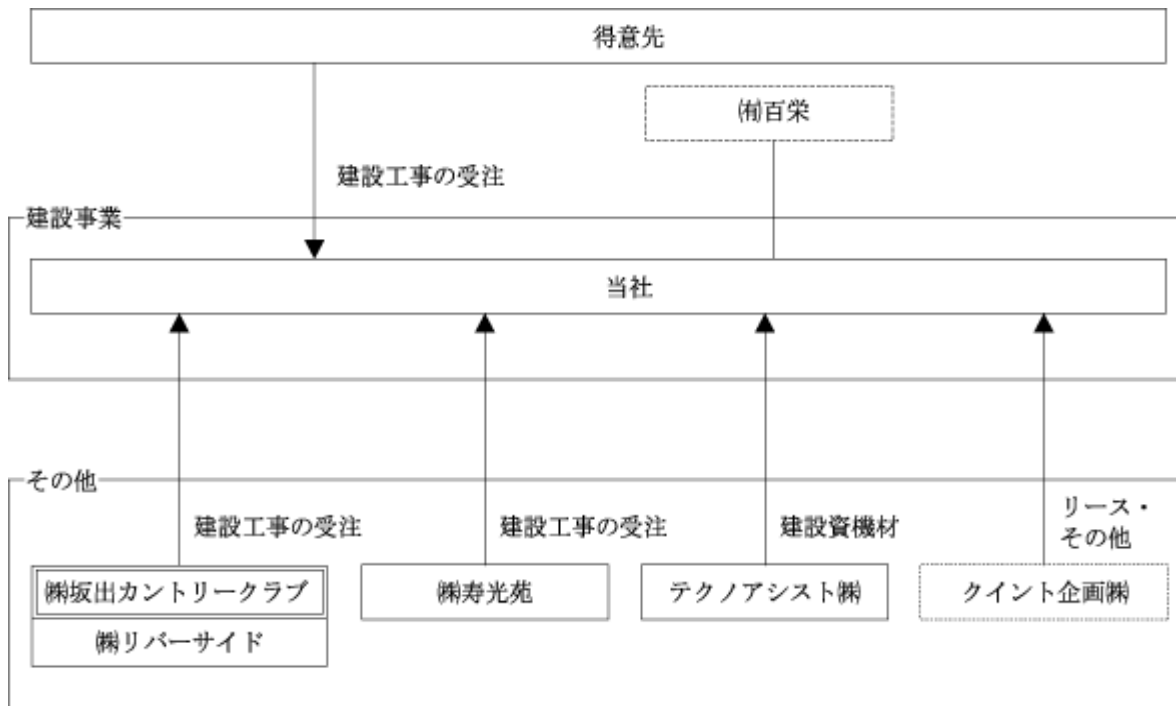 得意先
㈲百栄
建設工事の受注
建設事業
当社
その他
建設工事の受注
建設工事の受注
建設資機材
リース・
その他
㈱坂出カントリークラブ
㈱寿光苑
テクノアシスト㈱
クイント企画㈱
㈱リバーサイド